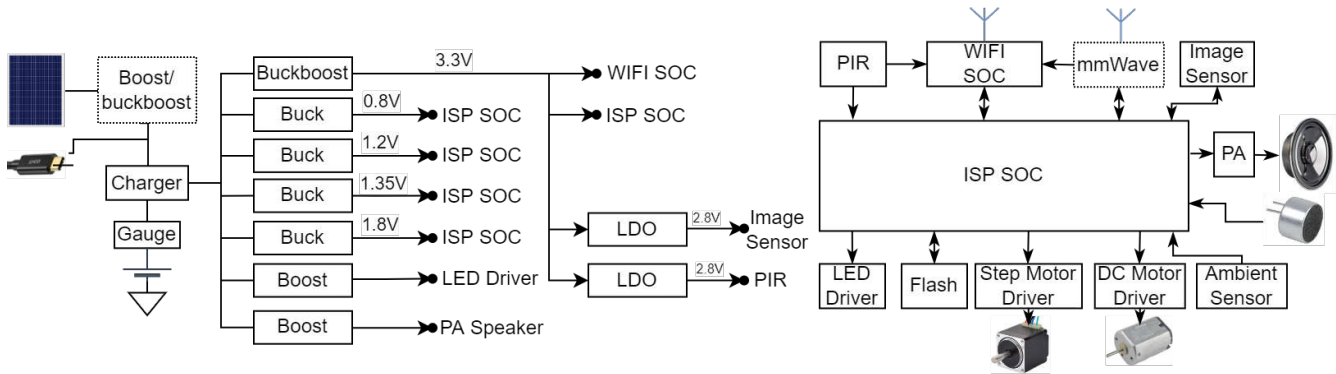 Boost/
buckboost
Charger
Gauge
Buckboost
3.3V
WIFI SOC
Buck
0.8V
ISP SOC
ISP SOC
Buck
1.2V
ISP SOC
Buck
1.35V
ISP SOC
Buck
1.8V
ISP SOC
LDO
2.8V
Image
Sensor
Boost
LED Driver
LDO
2.8V
PIR
Boost
PA Speaker
PIR
WIFI
SOC
mmWave
Image
Sensor
ISP SOC
PA
LED
Driver
Flash
Step Motor
Driver
DC Motor
Driver
Ambient
Sensor